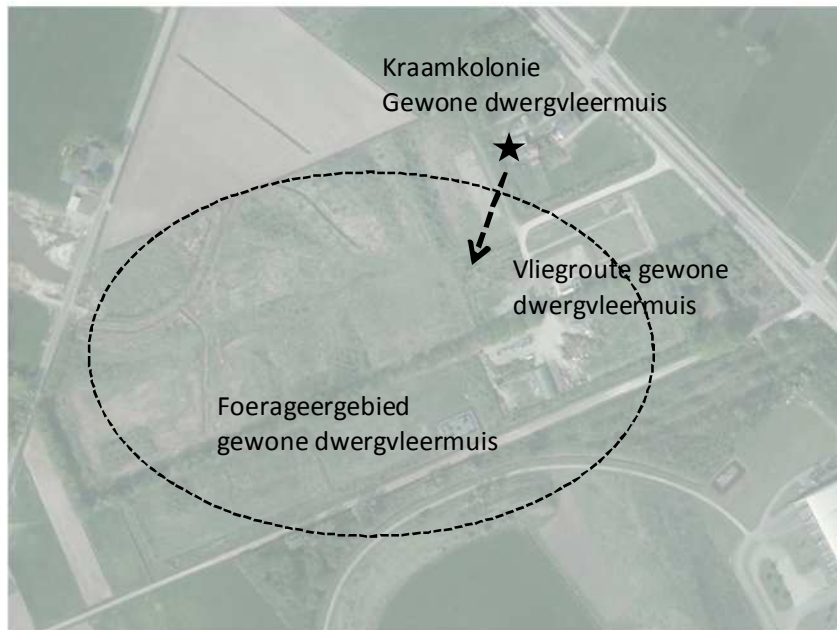 Kraamkolonie
Gewone dwergvleermuis
Vliegroute gewone
dwergvleermuis
Foerageergebied
gewone dwergvleermuis